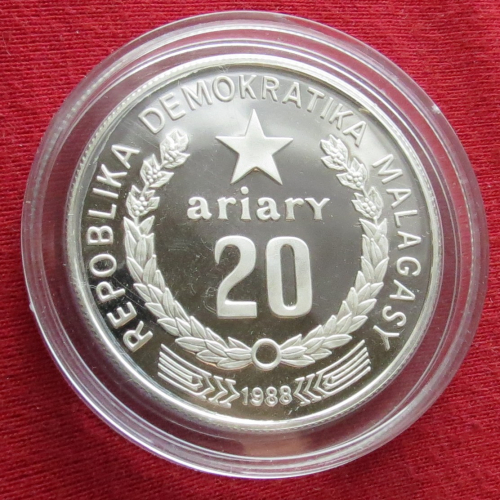 REPOBLIKA DEMOKRATIKA MALAGASY
ariary
20
1988